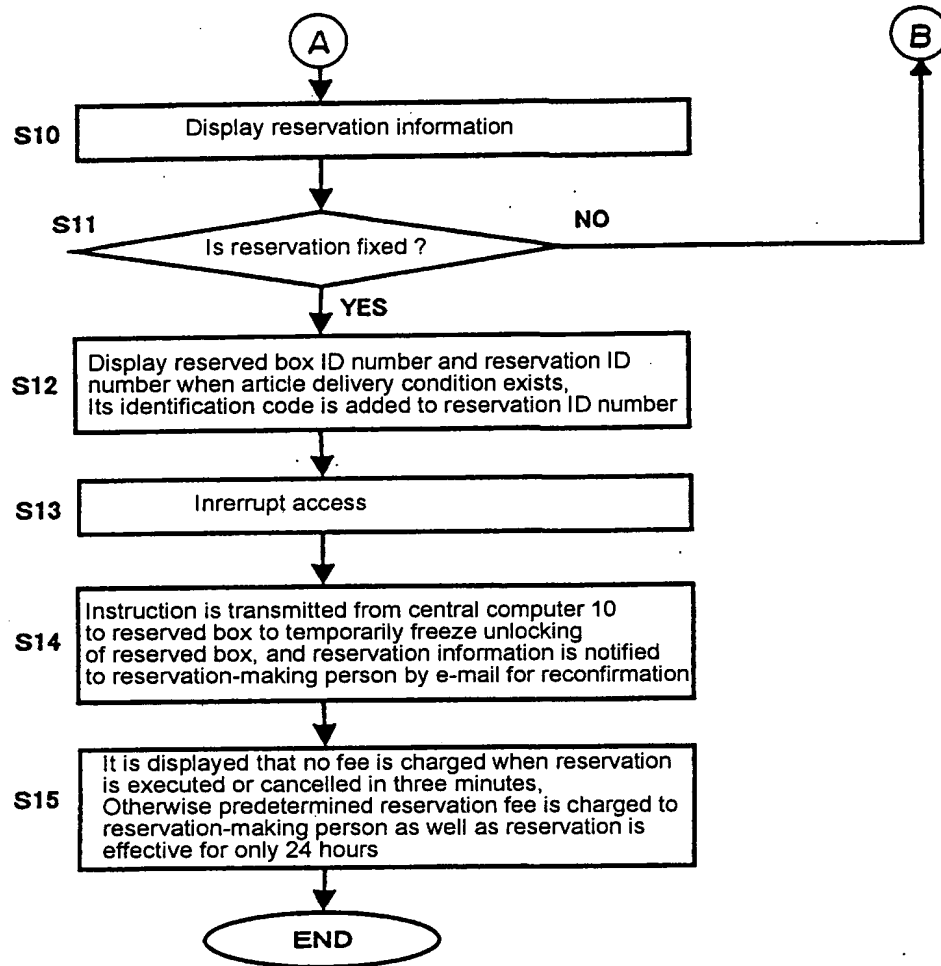 A
B
S10
Display reservation information
S11
NO
Is reservation fixed ?
YES
S12
Display reserved box ID number and reservation ID
number when article delivery condition exists,
Its identification code is added to reservation ID number
S13
Inrerrupt access
S14
Instruction is transmitted from central computer 10
to reserved box to temporarily freeze unlocking
of reserved box, and reservation information is notified
to reservation-making person by e-mail for reconfirmation
S15
It is displayed that no fee is charged when reservation
is executed or cancelled in three minutes,
Otherwise predetermined reservation fee is charged to
reservation-making person as well as reservation is
effective for only 24 hours
END